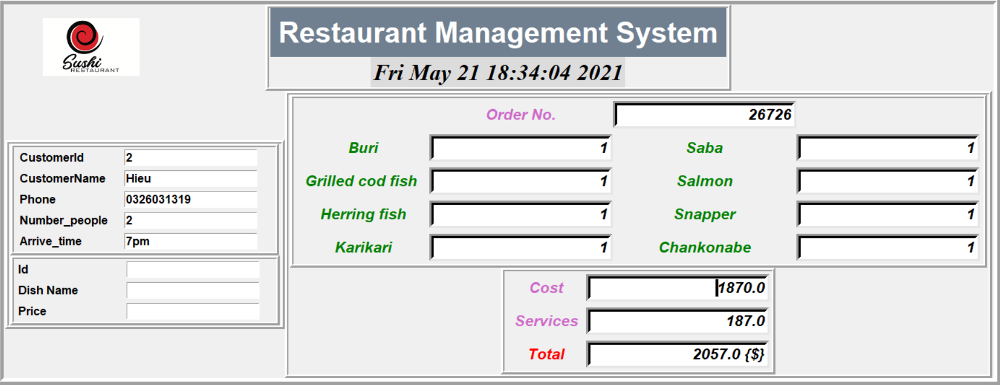 Sushi
RESTAURANT
Restaurant Management System
Fri May 21 18:34:04 2021
CustomerId 2
CustomerName Hieu
Phone 0326031319
Number_people 2
Arrive_time 7pm
Id
Dish Name
Price
Order No. 26726
Buri 1 Saba 1
Grilled cod fish 1 Salmon 1
Herring fish 1 Snapper 1
Karikari 1 Chankonabe 1
Cost 1870.0
Services 187.0
Total 2057.0 {$}